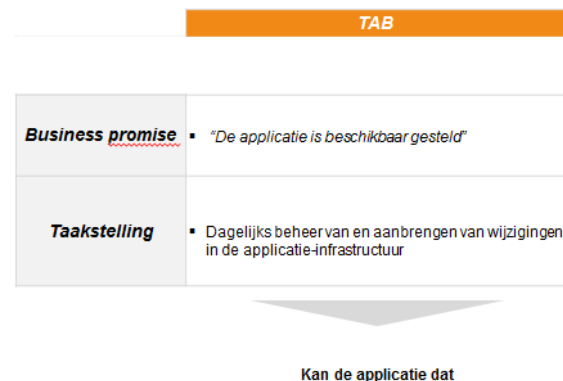 TAB
Business promise
▪ "De applicatie is beschikbaar gesteld"
Taakstelling
▪ Dagelijks beheer van en aanbrengen van wijzigingen
in de applicatie-infrastructuur
Kan de applicatie dat